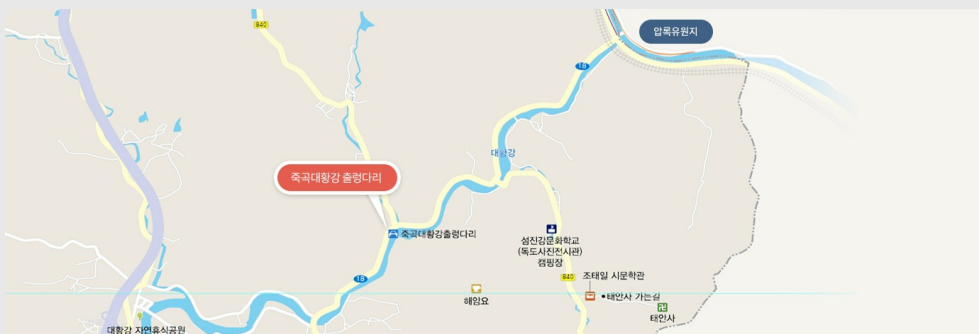 840
압록유원지
18
대황강
죽곡대황강 출렁다리
죽곡대황강출렁다리
섬진강문화학교
(독도사진전시관)
캠핑장
840
조태일 시문학관
18
해암요
•태안사 가는길
태안사
대황강 자연휴식공원